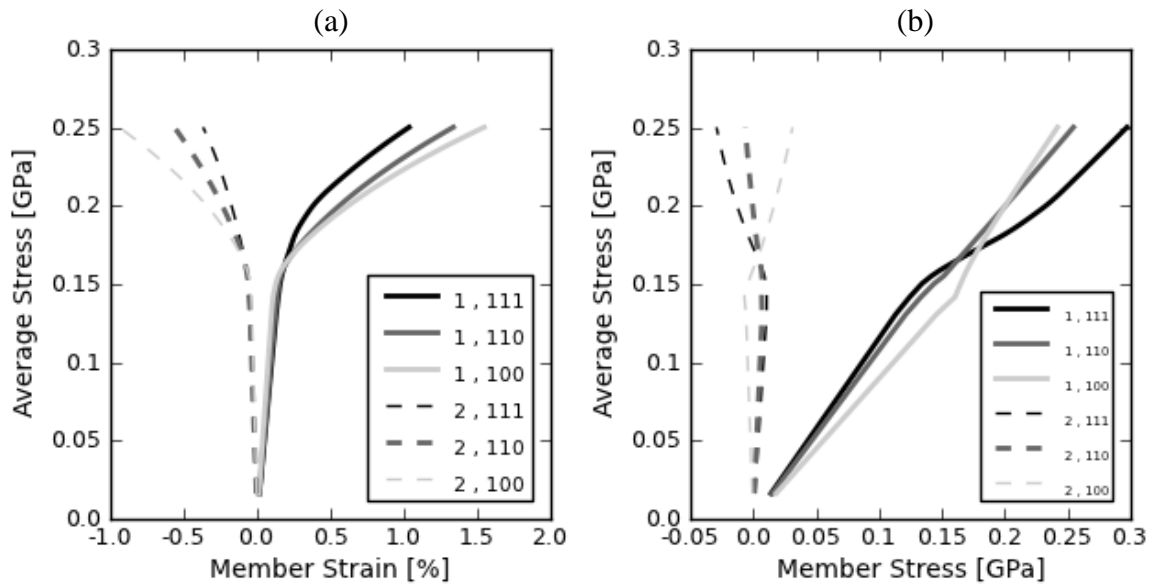 (a)
0.3
0.25
0.2
0.15
0.1
0.05
0.0
-1.0
-0.5
0.0
0.5
1.0
1.5
2.0
Average Stress [GPa]
Member Strain [%]
1 , 111
1 , 110
1 , 100
2 , 111
2 , 110
2 , 100
(b)
0.3
0.25
0.2
0.15
0.1
0.05
0.0
-0.05
0.0
0.05
0.1
0.15
0.2
0.25
0.3
Average Stress [GPa]
Member Stress [GPa]
1 , 111
1 , 110
1 , 100
2 , 111
2 , 110
2 , 100